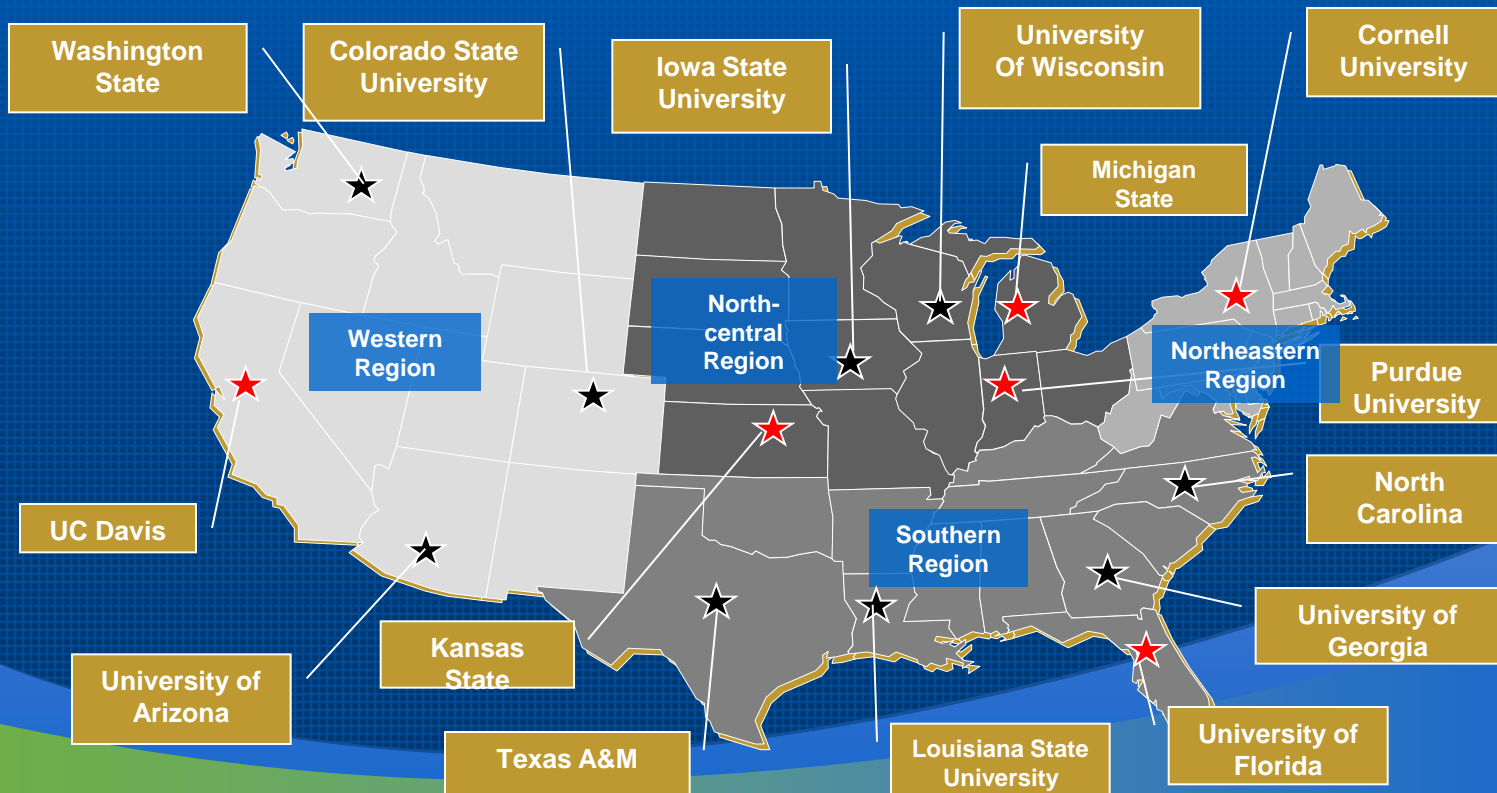 Washington
State
Colorado State
University
Iowa State
University
University
Of Wisconsin
Cornell
University
Michigan
State
Western
Region
North-
central
Region
Northeastern
Region
Purdue
University
UC Davis
Southern
Region
North
Carolina
University of
Arizona
Kansas
State
Texas A&M
Louisiana State
University
University of
Florida
University of
Georgia